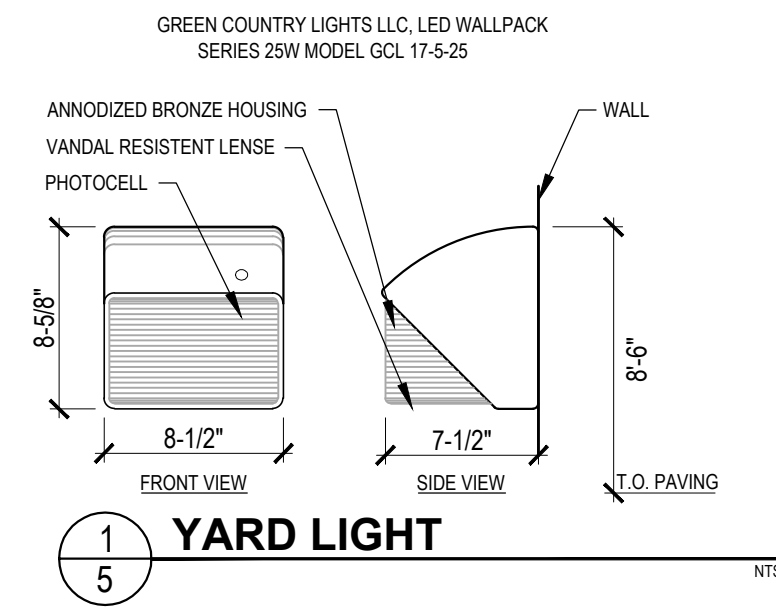 GREEN COUNTRY LIGHTS LLC, LED WALLPACK
SERIES 25W MODEL GCL 17-5-25
ANNODIZED BRONZE HOUSING
WALL
VANDAL RESISTENT LENSE
PHOTOCELL
8-5/8"
8'-6"
8-1/2"
7-1/2"
FRONT VIEW
SIDE VIEW
T.O. PAVING
1
YARD LIGHT
5
NTS